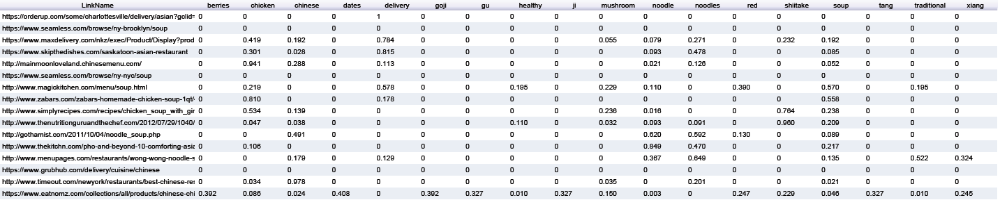 LinkName berries chicken chinese dates delivery goji gu healthy ji mushroom noodle noodles red shiitake soup tang traditional xiang
https://orderup.com/some/charlottesville/delivery/asian?gclid= 0 0 0 0 1 0 0 0 0 0 0 0 0 0 0 0 0 0
https://www.seamless.com/browse/ny-brooklyn/soup 0 0 0 0 0 0 0 0 0 0 0 0 0 0 0 0 0 0
https://www.maxdelivery.com/nkz/exec/Product/Display?prod 0 0.419 0.192 0 0.784 0 0 0 0 0.055 0.079 0.271 0 0.232 0.192 0 0 0
https://www.skipthedishes.com/saskatoon-asian-restaurant 0 0.301 0.028 0 0.815 0 0 0 0 0 0.093 0.478 0 0 0.085 0 0 0
http://mainmoonloveland.chinesemenu.com/ 0 0.941 0.288 0 0.113 0 0 0 0 0 0.021 0.126 0 0 0.052 0 0 0
https://www.seamless.com/browse/ny-nyc/soup 0 0 0 0 0 0 0 0 0 0 0 0 0 0 0 0 0 0
http://www.magickitchen.com/menu/soup.html 0 0.219 0 0 0.578 0 0 0.195 0 0.229 0.110 0 0.390 0 0.570 0 0.195 0
http://www.zabars.com/zabars-homemade-chicken-soup-1qt/ 0 0.810 0 0 0.178 0 0 0 0 0 0 0 0 0 0.558 0 0 0
http://www.simplyrecipes.com/recipes/chicken_soup_with_gir 0 0.534 0.139 0 0 0 0 0 0 0.236 0.016 0 0 0.764 0.238 0 0 0
http://www.thenutritionguruandthechef.com/2012/07/29/1040/ 0 0.047 0.038 0 0 0 0 0.110 0 0.032 0.093 0.091 0 0.960 0.209 0 0 0
http://gothamist.com/2011/10/04/noodle_soup.php 0 0 0.491 0 0 0 0 0 0 0 0.620 0.592 0.130 0 0.089 0 0 0
http://www.thekitchn.com/pho-and-beyond-10-comforting-asia 0 0.106 0 0 0 0 0 0 0 0 0.849 0.470 0 0 0.217 0 0 0
http://www.menupages.com/restaurants/wong-wong-noodle-s 0 0 0.179 0 0.129 0 0 0 0 0 0.367 0.649 0 0 0.135 0 0.522 0.324
https://www.grubhub.com/delivery/cuisine/chinese 0 0 0 0 0 0 0 0 0 0 0 0 0 0 0 0 0 0
http://www.timeout.com/newyork/restaurants/best-chinese-res 0 0.034 0.978 0 0 0 0 0 0 0.035 0 0.201 0 0 0.021 0 0 0
https://www.eatnomz.com/collections/all/products/chinese-chi 0.392 0.086 0.024 0.408 0 0.392 0.327 0.010 0.327 0.150 0.003 0 0.247 0.229 0.046 0.327 0.010 0.245